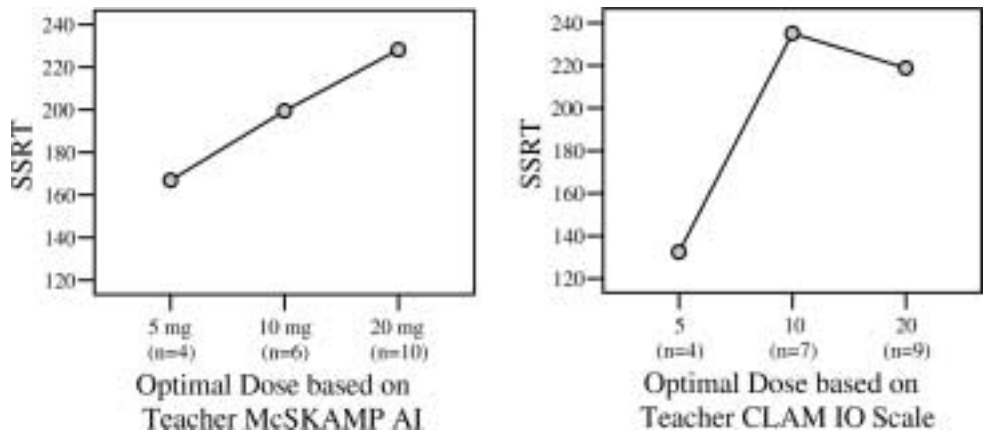 240
220
200
180
160
140
120
SSRT
5 mg
(n=4)
10 mg
(n=6)
20 mg
(n=10)
Optimal Dose based on
Teacher McSKAMP AI
240
220
200
180
160
140
120
SSRT
5
(n=4)
10
(n=7)
20
(n=9)
Optimal Dose based on
Teacher CLAM IO Scale